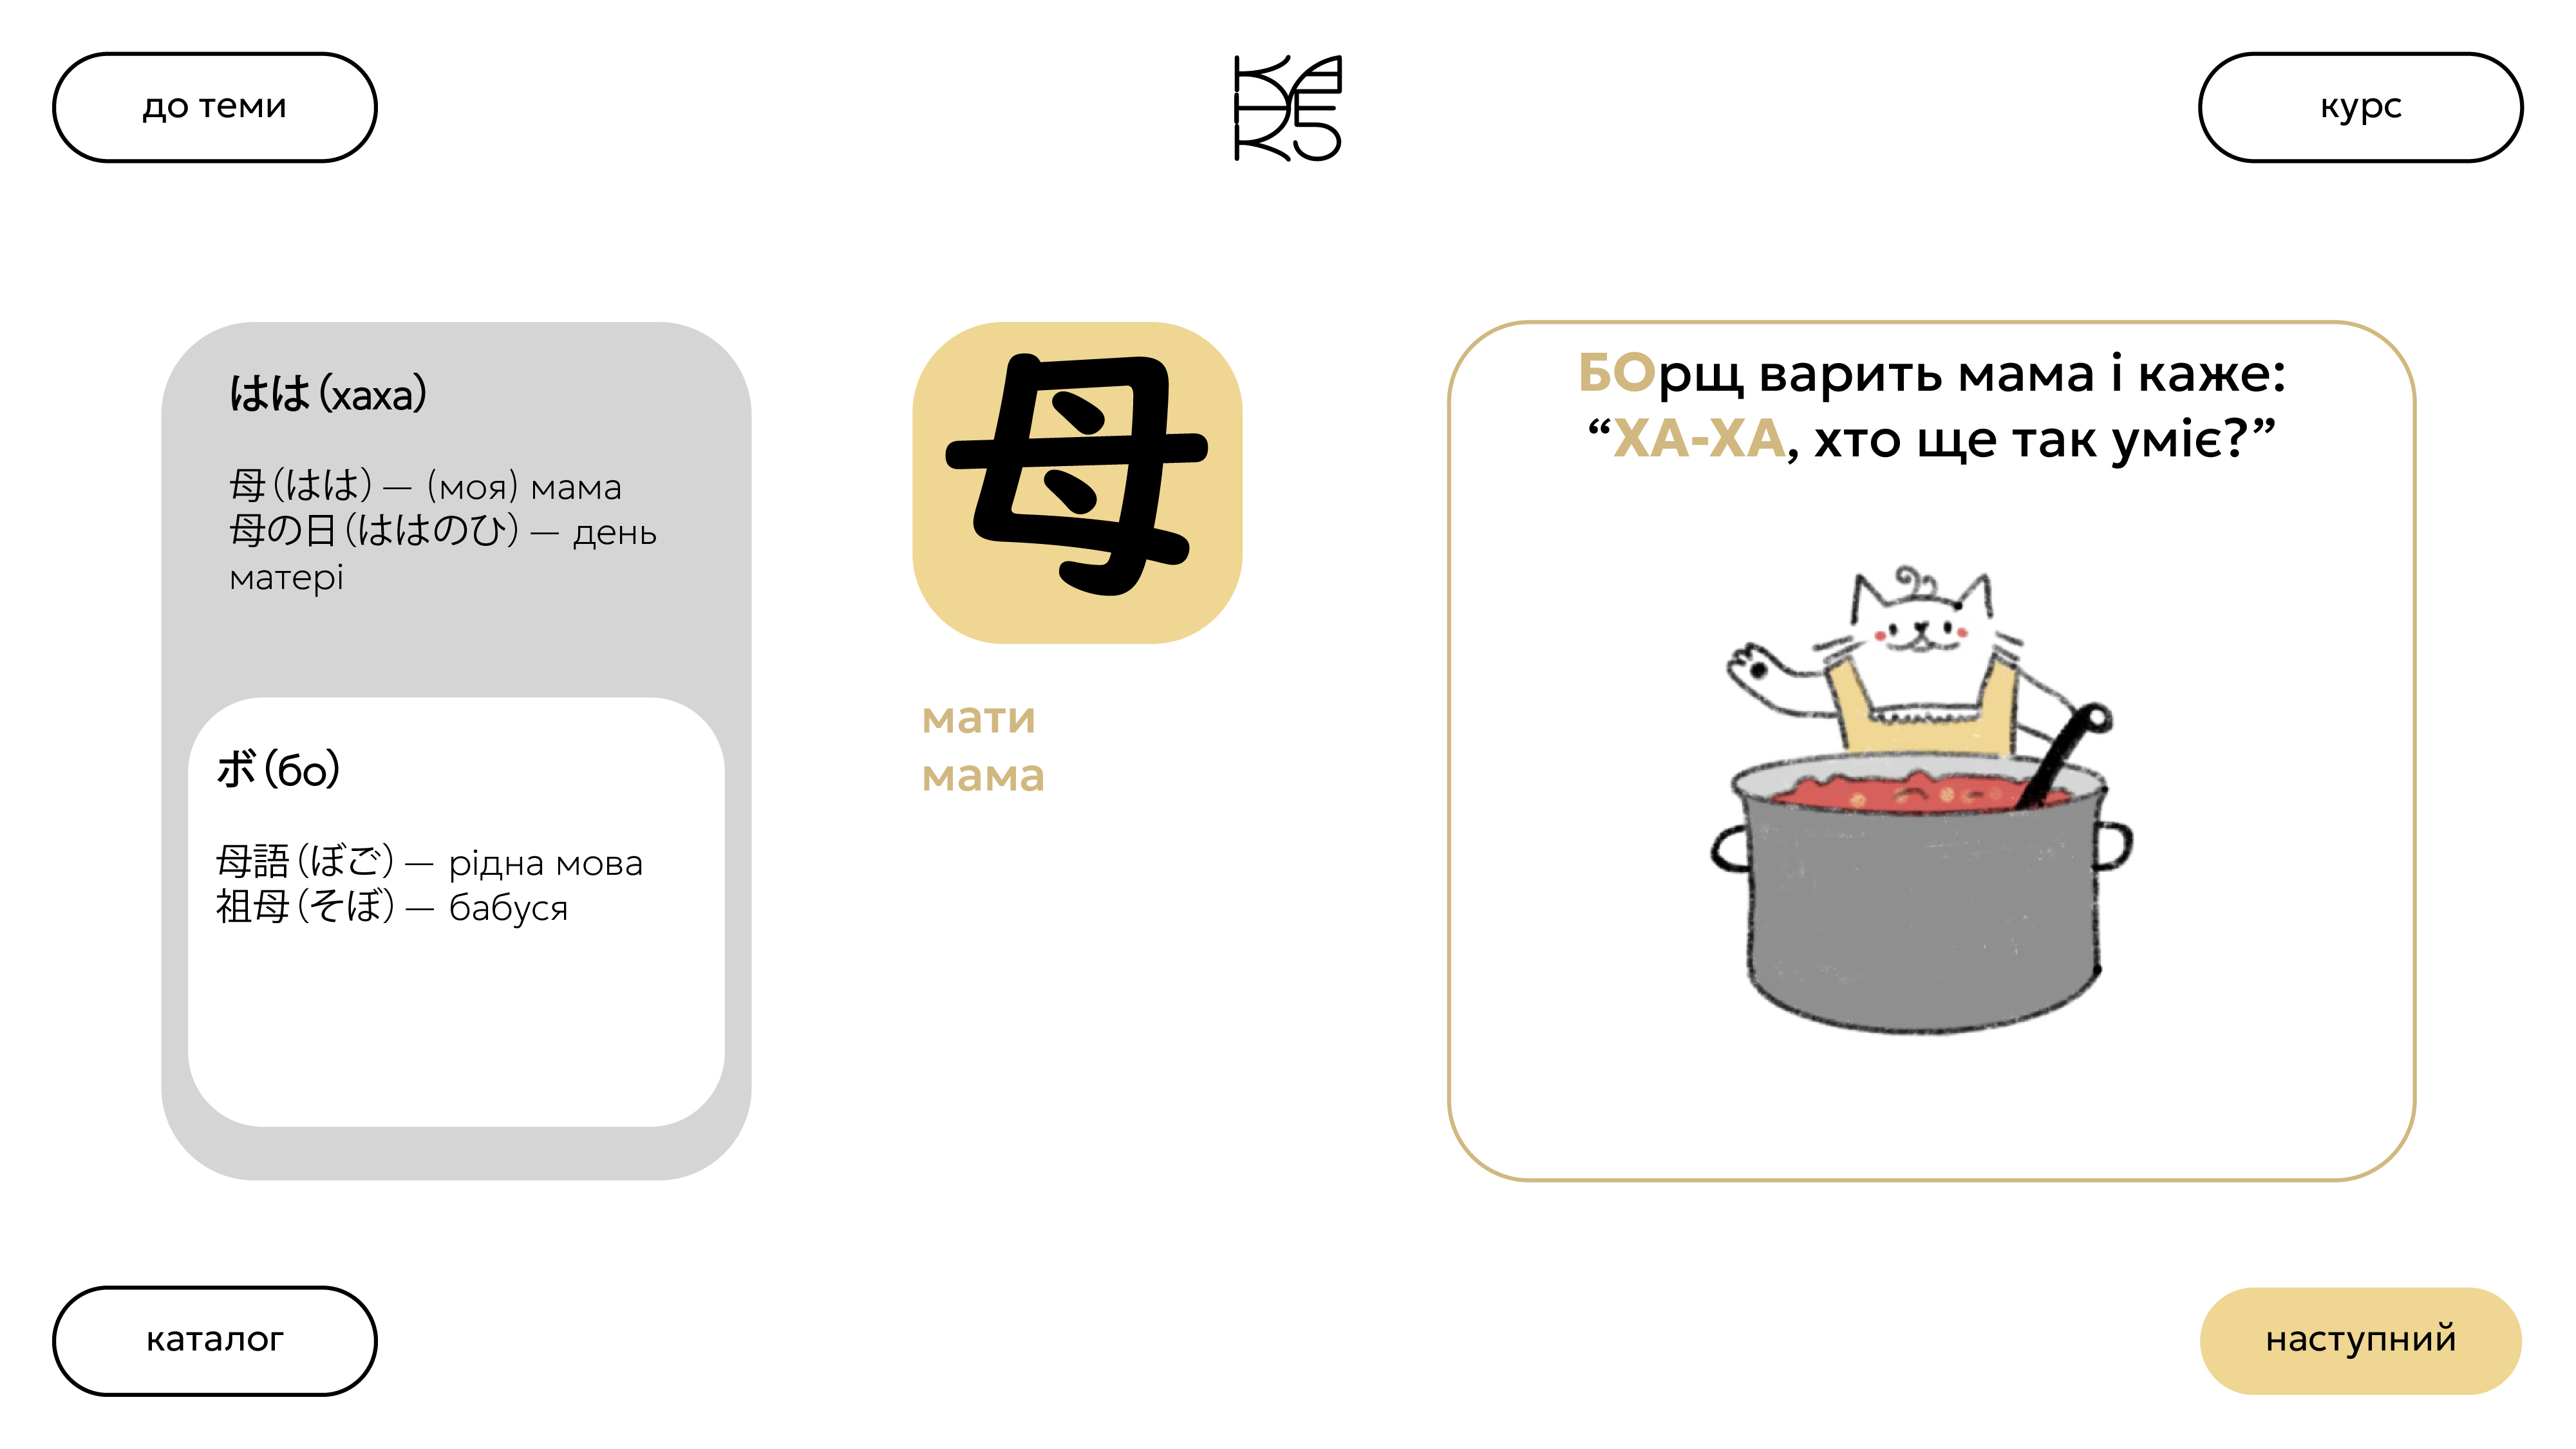 до теми
курс
はは (хаха)
母 (はは) — (моя) мама
母の日 (ははのひ) — день
матері
ボ (бо)
母語 (ぼご) — рідна мова
祖母 (そぼ) — бабуся
母
мати
мама
БОрщ варить мама і каже:
“ХА-ХА, хто ще так уміє?”
каталог
наступний